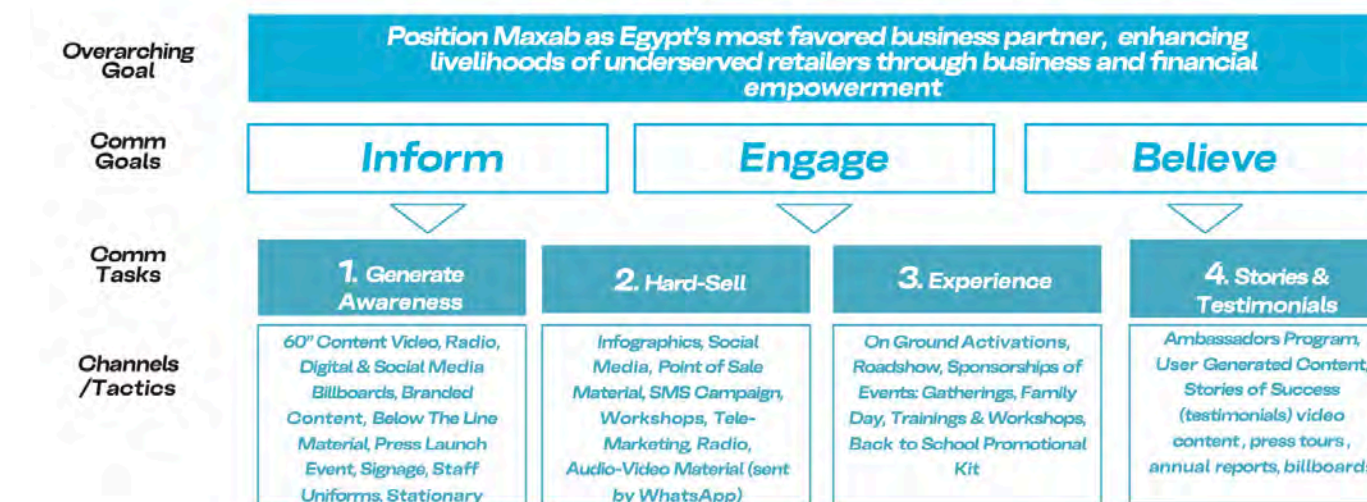 Overarching
Goal
Position Maxab as Egypt's most favored business partner, enhancing
livelihoods of underserved retailers through business and financial
empowerment
Comm
Goals
Inform
Engage
Believe
Comm
Tasks
1. Generate
Awareness
2. Hard-Sell
3. Experience
4. Stories &
Testimonials
Channels
/Tactics
60" Content Video, Radio,
Digital & Social Media
Billboards, Branded
Content, Below The Line
Material, Press Launch
Event, Signage, Staff
Uniforms, Stationary
Infographics, Social
Media, Point of Sale
Material, SMS Campaign,
Workshops, Tele-
Marketing, Radio,
Audio-Video Material (sent
by WhatsApp)
On Ground Activations,
Roadshow, Sponsorships of
Events: Gatherings, Family
Day, Trainings & Workshops,
Back to School Promotional
Kit
Ambassadors Program,
User Generated Content,
Stories of Success
(testimonials) video
content, press tours,
annual reports, billboards